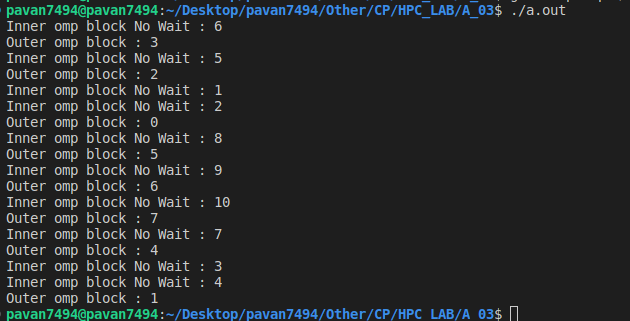 pavan7494@pavan7494:~/Desktop/pavan7494/Other/CP/HPC_LAB/A_03$ ./a.out
Inner omp block No Wait : 6
Outer omp block : 3
Inner omp block No Wait : 5
Outer omp block : 2
Inner omp block No Wait : 1
Inner omp block No Wait : 2
Outer omp block : 0
Inner omp block No Wait : 8
Outer omp block : 5
Inner omp block No Wait : 9
Outer omp block : 6
Inner omp block No Wait : 10
Outer omp block : 7
Inner omp block No Wait : 7
Outer omp block : 4
Inner omp block No Wait : 3
Inner omp block No Wait : 4
Outer omp block : 1
pavan7494@pavan7494:~/Desktop/pavan7494/Other/CP/HPC_LAB/A_03$